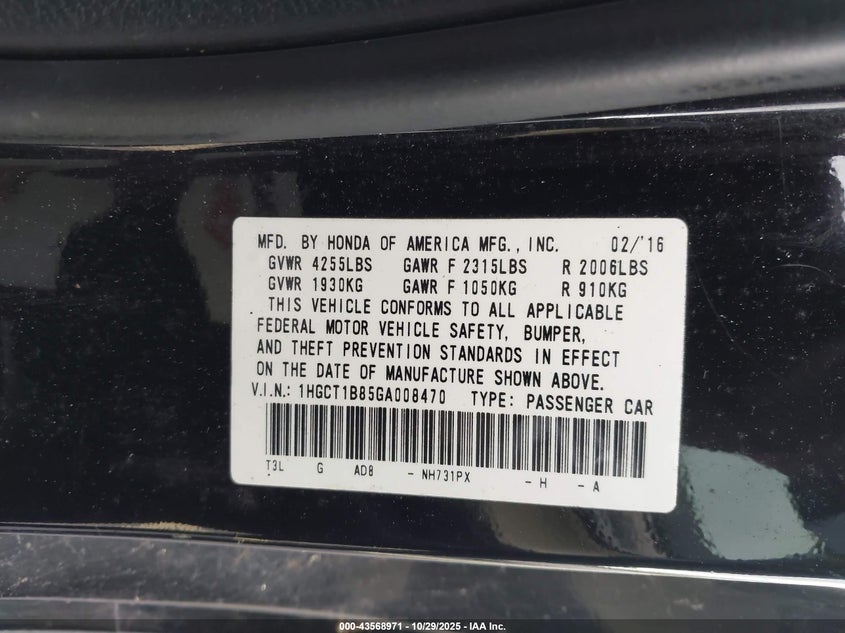 MFD. BY HONDA OF AMERICA MFG., INC. 02/'16
GVWR 4255LBS GAWR F 2315LBS R 2006LBS
GVWR 1930KG GAWR F 1050KG R 910KG
THIS VEHICLE CONFORMS TO ALL APPLICABLE
FEDERAL MOTOR VEHICLE SAFETY, BUMPER,
AND THEFT PREVENTION STANDARDS IN EFFECT
ON THE DATE OF MANUFACTURE SHOWN ABOVE.
V.I.N.: 1HGCT1B85GA008470 TYPE: PASSENGER CAR
T3L G AD8 - NH731PX - H - A
000-43568971 | 10/29/2025 - IAA Inc.